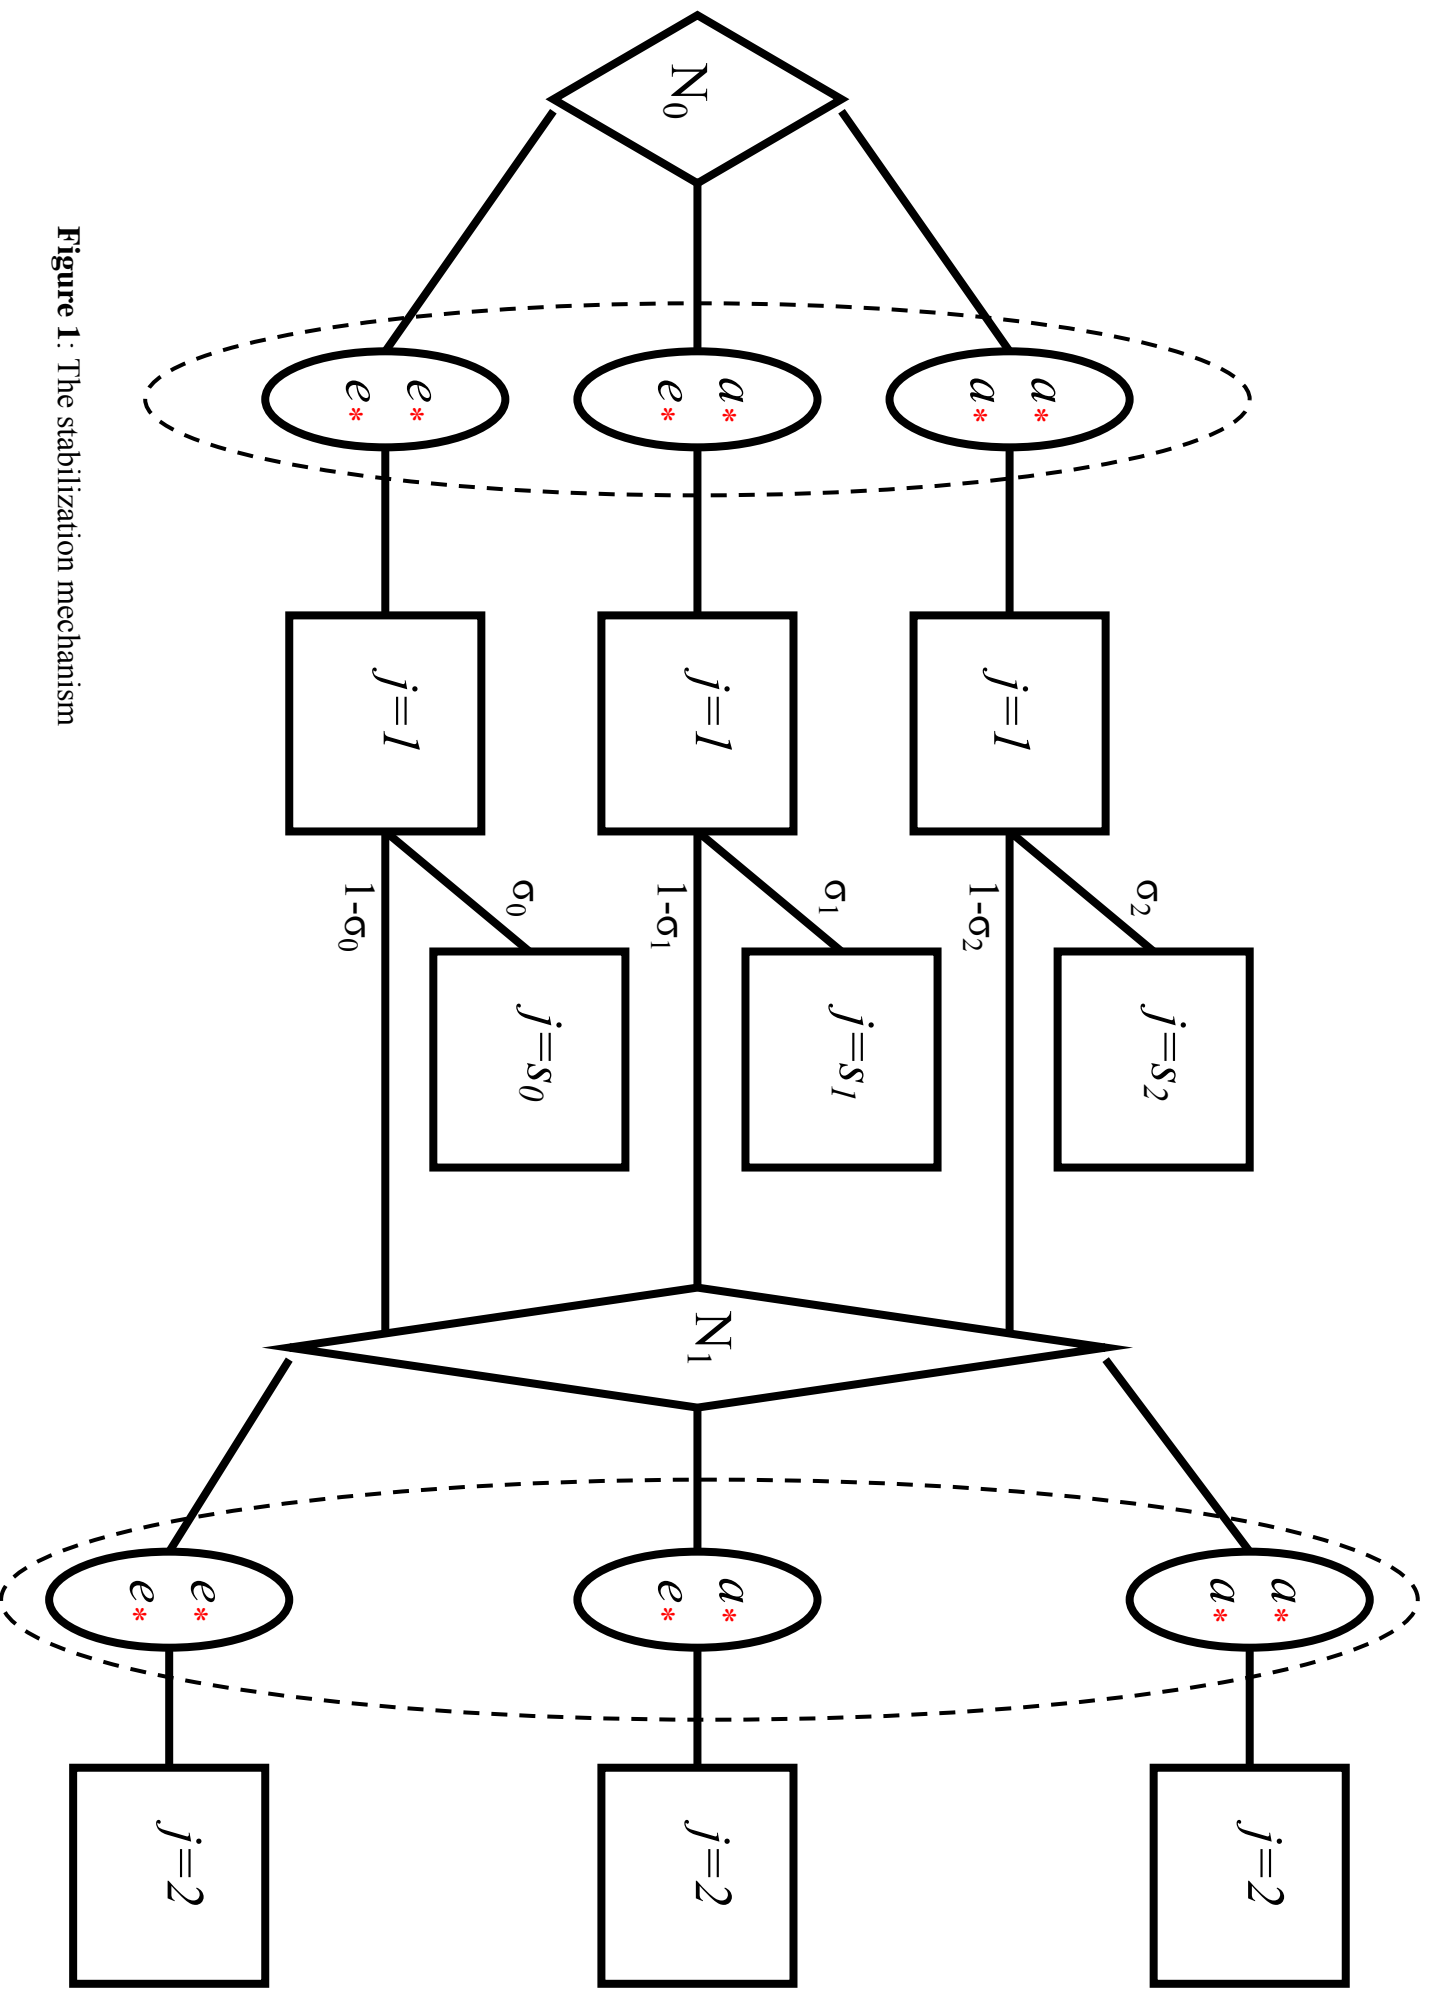 N₀
a*
a*
a*
e*
e*
e*
j=1
j=1
j=1
σ₂
1-σ₂
σ₁
1-σ₁
σ₀
1-σ₀
j=s₂
j=s₁
j=s₀
N₁
a*
a*
a*
e*
e*
e*
j=2
j=2
j=2
Figure 1: The stabilization mechanism